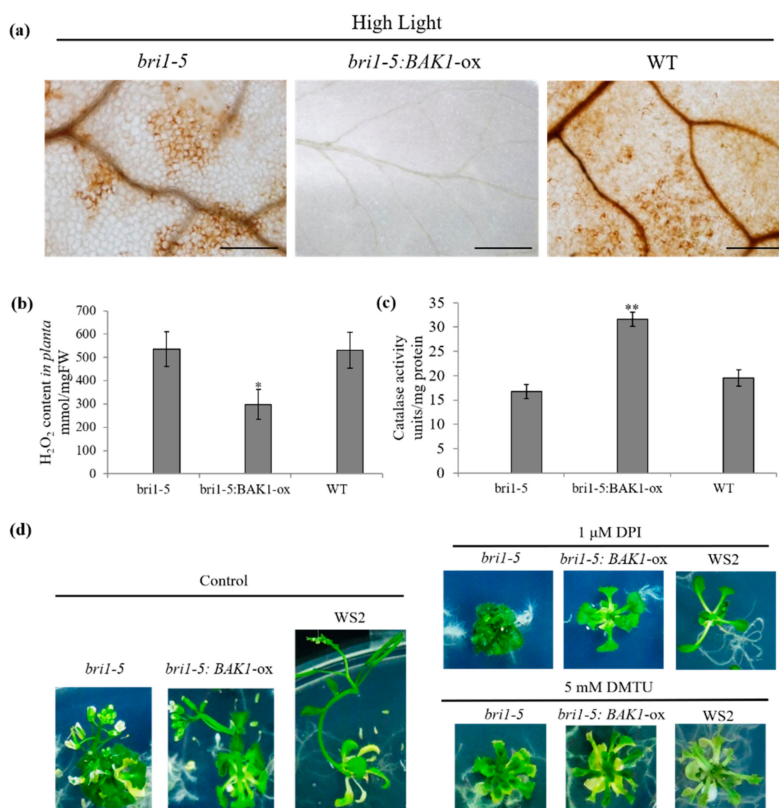 (a)
High Light
bri1-5
bri1-5:BAK1-ox
WT
(b)
H2O2 content in planta
mmol/mgFW
700
600
500
400
300
200
100
0
*
bri1-5
bri1-5:BAK1-ox
WT
(c)
Catalase activity
units/mg protein
35
30
25
20
15
10
5
0
**
bri1-5
bri1-5:BAK1-ox
WT
(d)
Control
bri1-5
bri1-5: BAK1-ox
WS2
1 µM DPI
bri1-5
bri1-5: BAK1-ox
WS2
5 mM DMTU
bri1-5
bri1-5: BAK1-ox
WS2